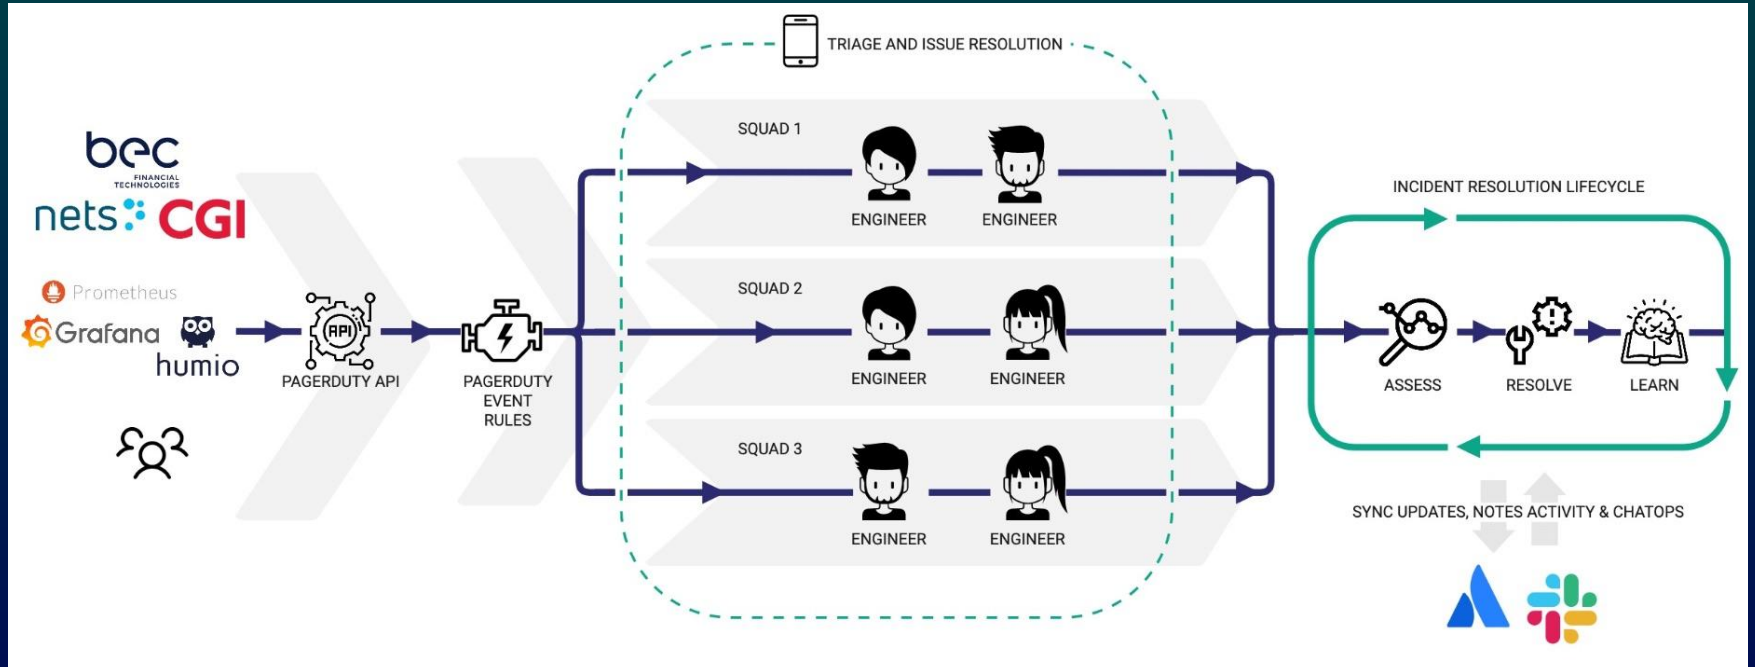 TRIAGE AND ISSUE RESOLUTION
bec
FINANCIAL
TECHNOLOGIES
nets
CGI
Prometheus
Grafana
humio
API
PAGERDUTY API
PAGERDUTY
EVENT
RULES
SQUAD 1
ENGINEER
ENGINEER
SQUAD 2
ENGINEER
ENGINEER
SQUAD 3
ENGINEER
ENGINEER
INCIDENT RESOLUTION LIFECYCLE
ASSESS
RESOLVE
LEARN
SYNC UPDATES, NOTES ACTIVITY & CHATOPS